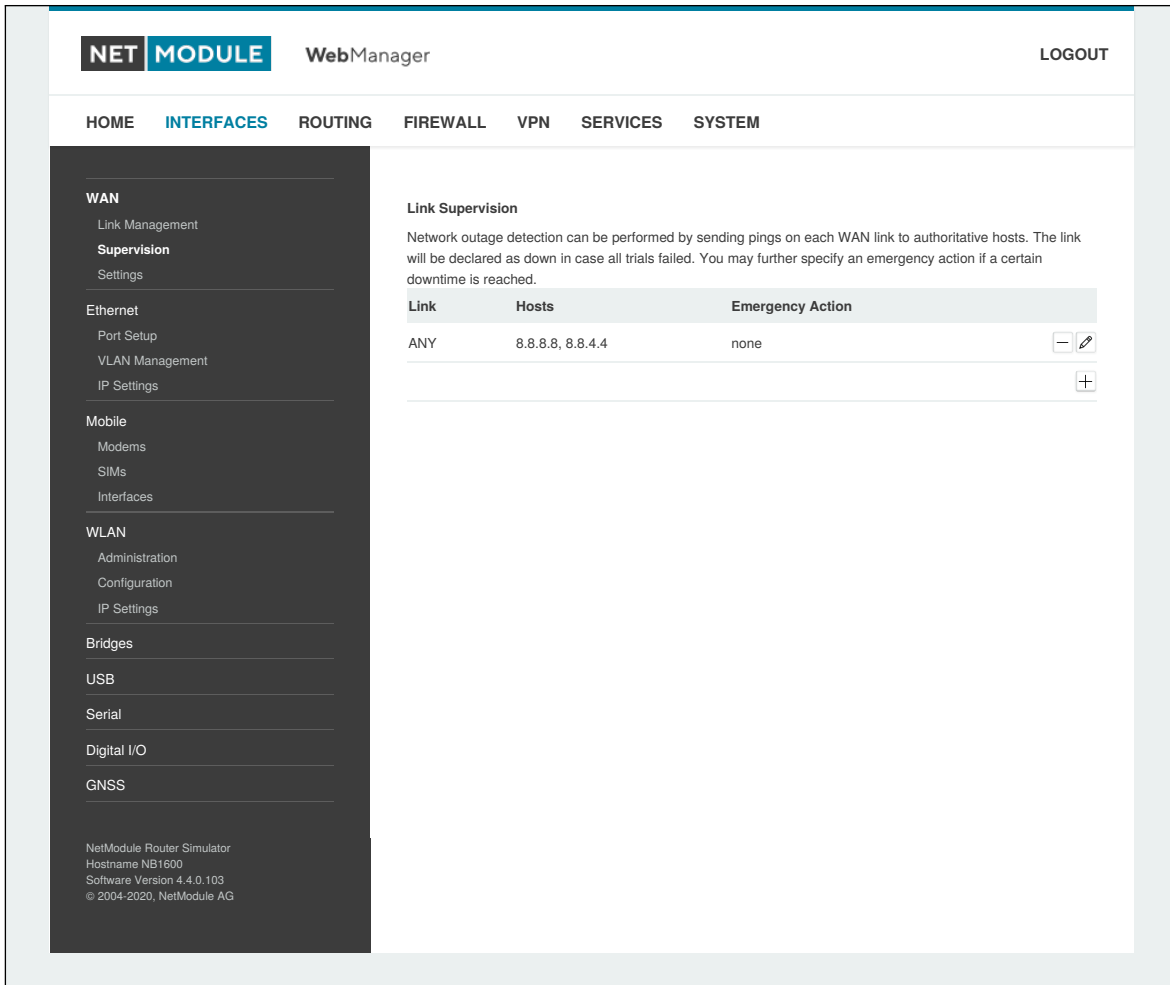 NET MODULE WebManager LOGOUT
HOME INTERFACES ROUTING FIREWALL VPN SERVICES SYSTEM
WAN
Link Management
Supervision
Settings
Ethernet
Port Setup
VLAN Management
IP Settings
Mobile
Modems
SIMs
Interfaces
WLAN
Administration
Configuration
IP Settings
Bridges
USB
Serial
Digital I/O
GNSS
NetModule Router Simulator
Hostname NB1600
Software Version 4.4.0.103
© 2004-2020, NetModule AG
Link Supervision
Network outage detection can be performed by sending pings on each WAN link to authoritative hosts. The link
will be declared as down in case all trials failed. You may further specify an emergency action if a certain
downtime is reached.
Link Hosts Emergency Action
ANY 8.8.8.8, 8.8.4.4 none